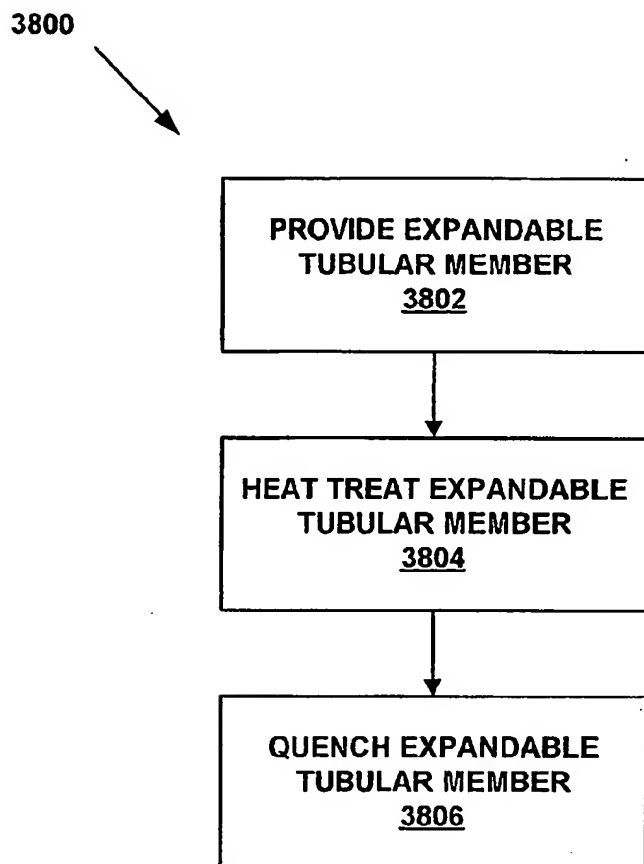 3800
PROVIDE EXPANDABLE
TUBULAR MEMBER
3802
HEAT TREAT EXPANDABLE
TUBULAR MEMBER
3804
QUENCH EXPANDABLE
TUBULAR MEMBER
3806